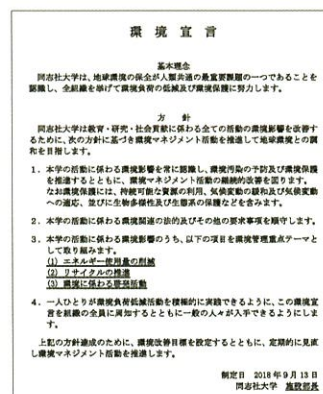 環境宣言
基本理念
同志社大学は、地球環境の保全が人類共通の最重要課題の一つであることを
認識し、全組織を挙げて環境負荷の低減及び環境保護に努力します。
方針
同志社大学は教育・研究・社会貢献に係わる全ての活動の環境影響を改善す
るために、次の方針に基づき環境マネジメント活動を推進して地球環境との調
和を目指します。
1．本学の活動に係わる環境影響を常に認識し、環境汚染の予防及び環境保護
を推進するとともに、環境マネジメント活動の継続的改善を図ります。
なお環境保護には、持続可能な資源の利用、気候変動の緩和及び気候変動
への適応、並びに生物多様性及び生態系の保護などを含みます。
2．本学の活動に係わる環境関連の法的及びその他の要求事項を順守します。
3．本学の活動に係わる環境影響のうち、以下の項目を環境管理重点テーマと
して取り組みます。
(1) エネルギー使用量の削減
(2) リサイクルの推進
(3) 環境に係わる啓発活動
4．一人ひとりが環境負荷低減活動を積極的に実践できるように、この環境宣
言を組織の全員に周知するとともに一般の人々が入手できるようにしま
す。
上記の方針達成のために、環境改善目標を設定するとともに、定期的に見直
し環境マネジメント活動を推進します。
制定日 2018年9月13日
同志社大学 施設部長